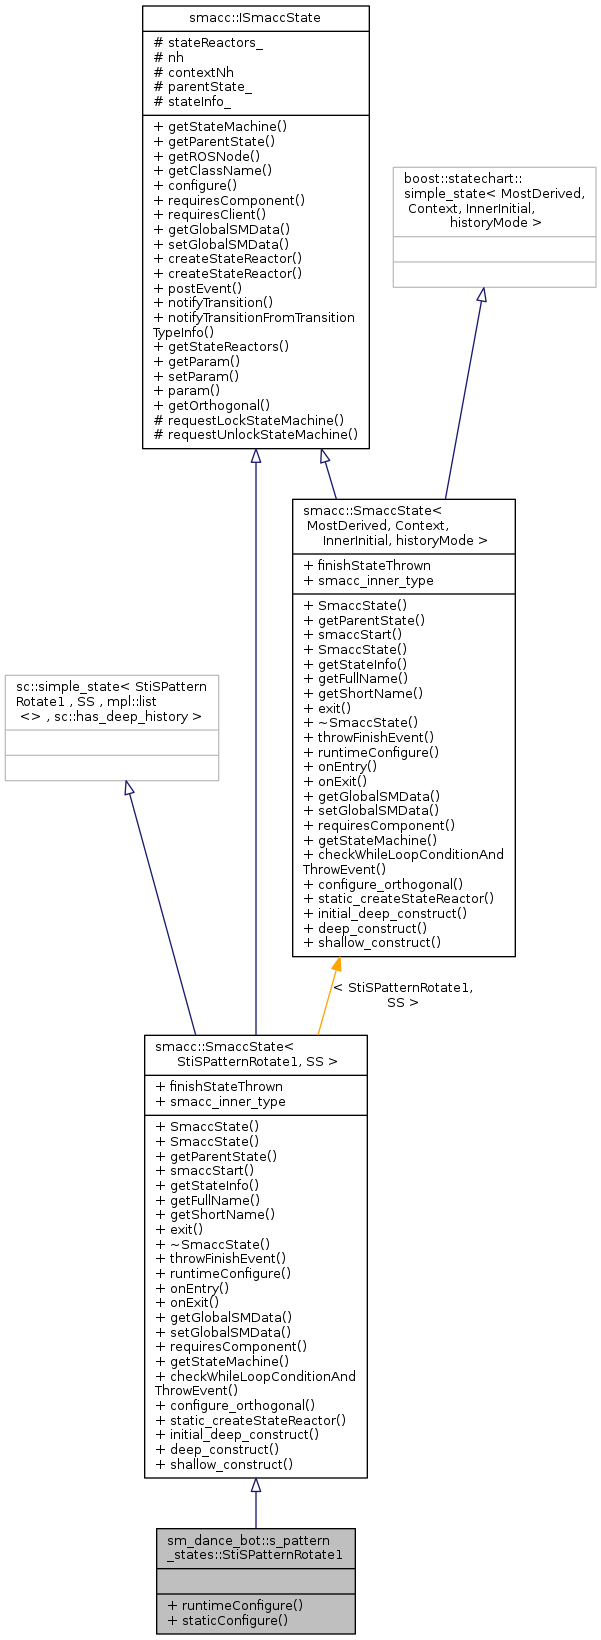 smacc::ISmaccState
# stateReactors_
# nh
# contextNh
# parentState_
# stateInfo_
+ getStateMachine()
+ getParentState()
+ getROSNode()
+ getClassName()
+ configure()
+ requiresComponent()
+ requiresClient()
+ getGlobalSMData()
+ setGlobalSMData()
+ createStateReactor()
+ createStateReactor()
+ postEvent()
+ notifyTransition()
+ notifyTransitionFromTransition
TypeInfo()
+ getStateReactors()
+ getParam()
+ setParam()
+ param()
+ getOrthogonal()
# requestLockStateMachine()
# requestUnlockStateMachine()
boost::statechart::
simple_state< MostDerived,
Context, InnerInitial,
historyMode >
smacc::SmaccState<
MostDerived, Context,
InnerInitial, historyMode >
+ finishStateThrown
+ smacc_inner_type
+ SmaccState()
+ getParentState()
+ smaccStart()
+ SmaccState()
+ getStateInfo()
+ getFullName()
+ getShortName()
+ exit()
+ ~SmaccState()
+ throwFinishEvent()
+ runtimeConfigure()
+ onEntry()
+ onExit()
+ getGlobalSMData()
+ setGlobalSMData()
+ requiresComponent()
+ getStateMachine()
+ checkWhileLoopConditionAnd
ThrowEvent()
+ configure_orthogonal()
+ static_createStateReactor()
+ initial_deep_construct()
+ deep_construct()
+ shallow_construct()
sc::simple_state< StiSPattern
Rotate1 , SS , mpl::list
<> , sc::has_deep_history >
< StiSPatternRotate1,
SS >
smacc::SmaccState<
StiSPatternRotate1, SS >
+ finishStateThrown
+ smacc_inner_type
+ SmaccState()
+ SmaccState()
+ getParentState()
+ smaccStart()
+ getStateInfo()
+ getFullName()
+ getShortName()
+ exit()
+ ~SmaccState()
+ throwFinishEvent()
+ runtimeConfigure()
+ onEntry()
+ onExit()
+ getGlobalSMData()
+ setGlobalSMData()
+ requiresComponent()
+ getStateMachine()
+ checkWhileLoopConditionAnd
ThrowEvent()
+ configure_orthogonal()
+ static_createStateReactor()
+ initial_deep_construct()
+ deep_construct()
+ shallow_construct()
sm_dance_bot::s_pattern
_states::StiSPatternRotate1
+ runtimeConfigure()
+ staticConfigure()